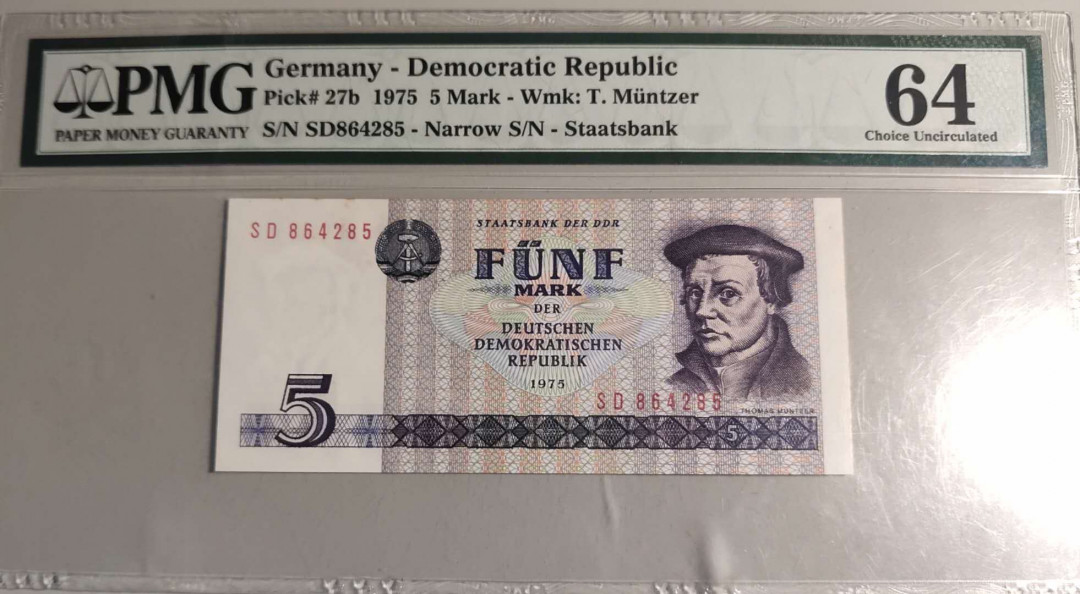 PMG
PAPER MONEY GUARANTY
Germany - Democratic Republic
Pick# 27b 1975 5 Mark - Wmk: T. Müntzer
S/N SD864285 - Narrow S/N - Staatsbank
64
Choice Uncirculated
SD 864285
STAATSBANK DER DDR
FÜNF
MARK
DER
DEUTSCHEN
DEMOKRATISCHEN
REPUBLIK
1975
SD 864285
THOMAS MÜNTZER
5
5